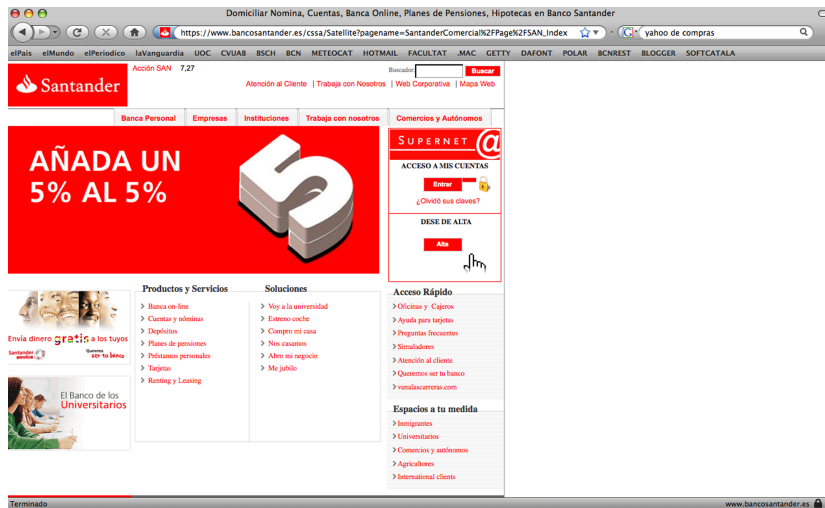 Domiciliar Nomina, Cuentas, Banca Online, Planes de Pensiones, Hipotecas en Banco Santander
https://www.bancosantander.es/cssa/Satellite?pagename=SantanderComercial%2FPage%2FSAN_Index
yahoo de compras
elPais elMundo elPeriodico laVanguardia UOC CVUAB BSCH BCN METEOCAT HOTMAIL FACULTAT .MAC GETTY DAFONT POLAR BCNREST BLOGGER SOFTCATALA
Santander
Acción SAN 7,27
Buscador: Buscar
Atención al Cliente | Trabaja con Nosotros | Web Corporativa | Mapa Web
Banca Personal Empresas Instituciones Trabaja con nosotros Comercios y Autónomos
AÑADA UN
5% AL 5%
5
SUPERNET @
ACCESO A MIS CUENTAS
Entrar
¿Olvidó sus claves?
DESE DE ALTA
Alta
Envía dinero gratis a los tuyos
Santander envíos
Queremos ser tu banco
El Banco de los
Universitarios
Productos y Servicios
Banca on-line
Cuentas y nóminas
Depósitos
Planes de pensiones
Préstamos personales
Tarjetas
Renting y Leasing
Soluciones
Voy a la universidad
Estreno coche
Compro mi casa
Nos casamos
Abro mi negocio
Me jubilo
Acceso Rápido
Oficinas y Cajeros
Ayuda para tarjetas
Preguntas frecuentes
Simuladores
Atención al cliente
Queremos ser tu banco
venalascarreras.com
Espacios a tu medida
Inmigrantes
Universitarios
Comercios y autónomos
Agricultores
International clients
Terminado
www.bancosantander.es